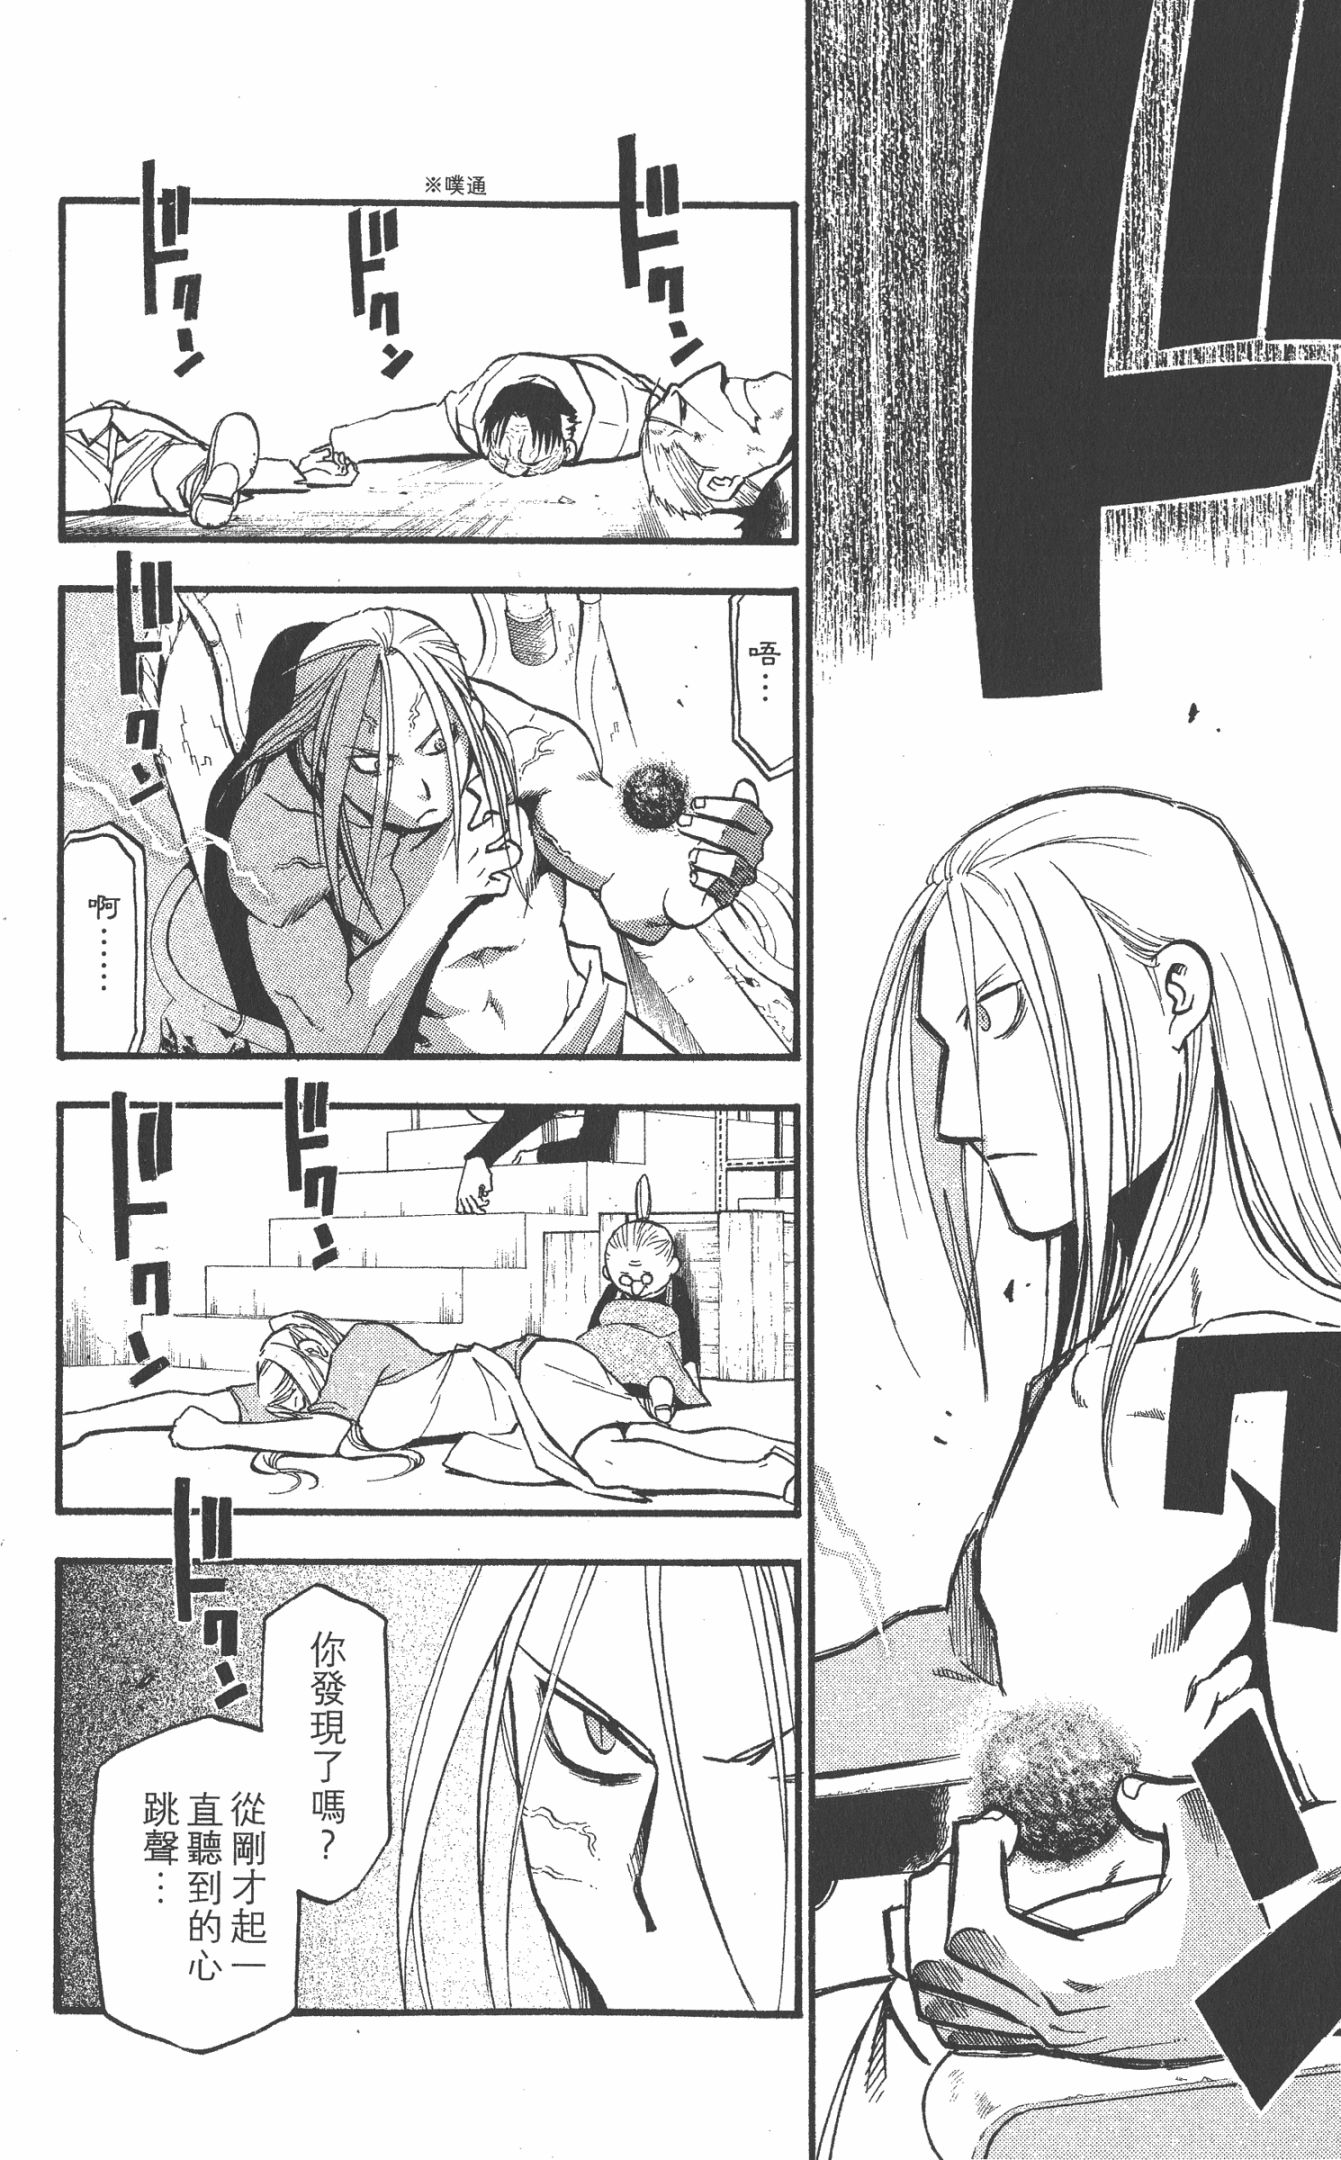 ドクン
※噗通
ドクン
ドクン
ドクン
唔…
ドクン
啊……
ドクン
ドクン
ドクン
你發現了嗎?
從剛才起一
直聽到的心
跳聲…